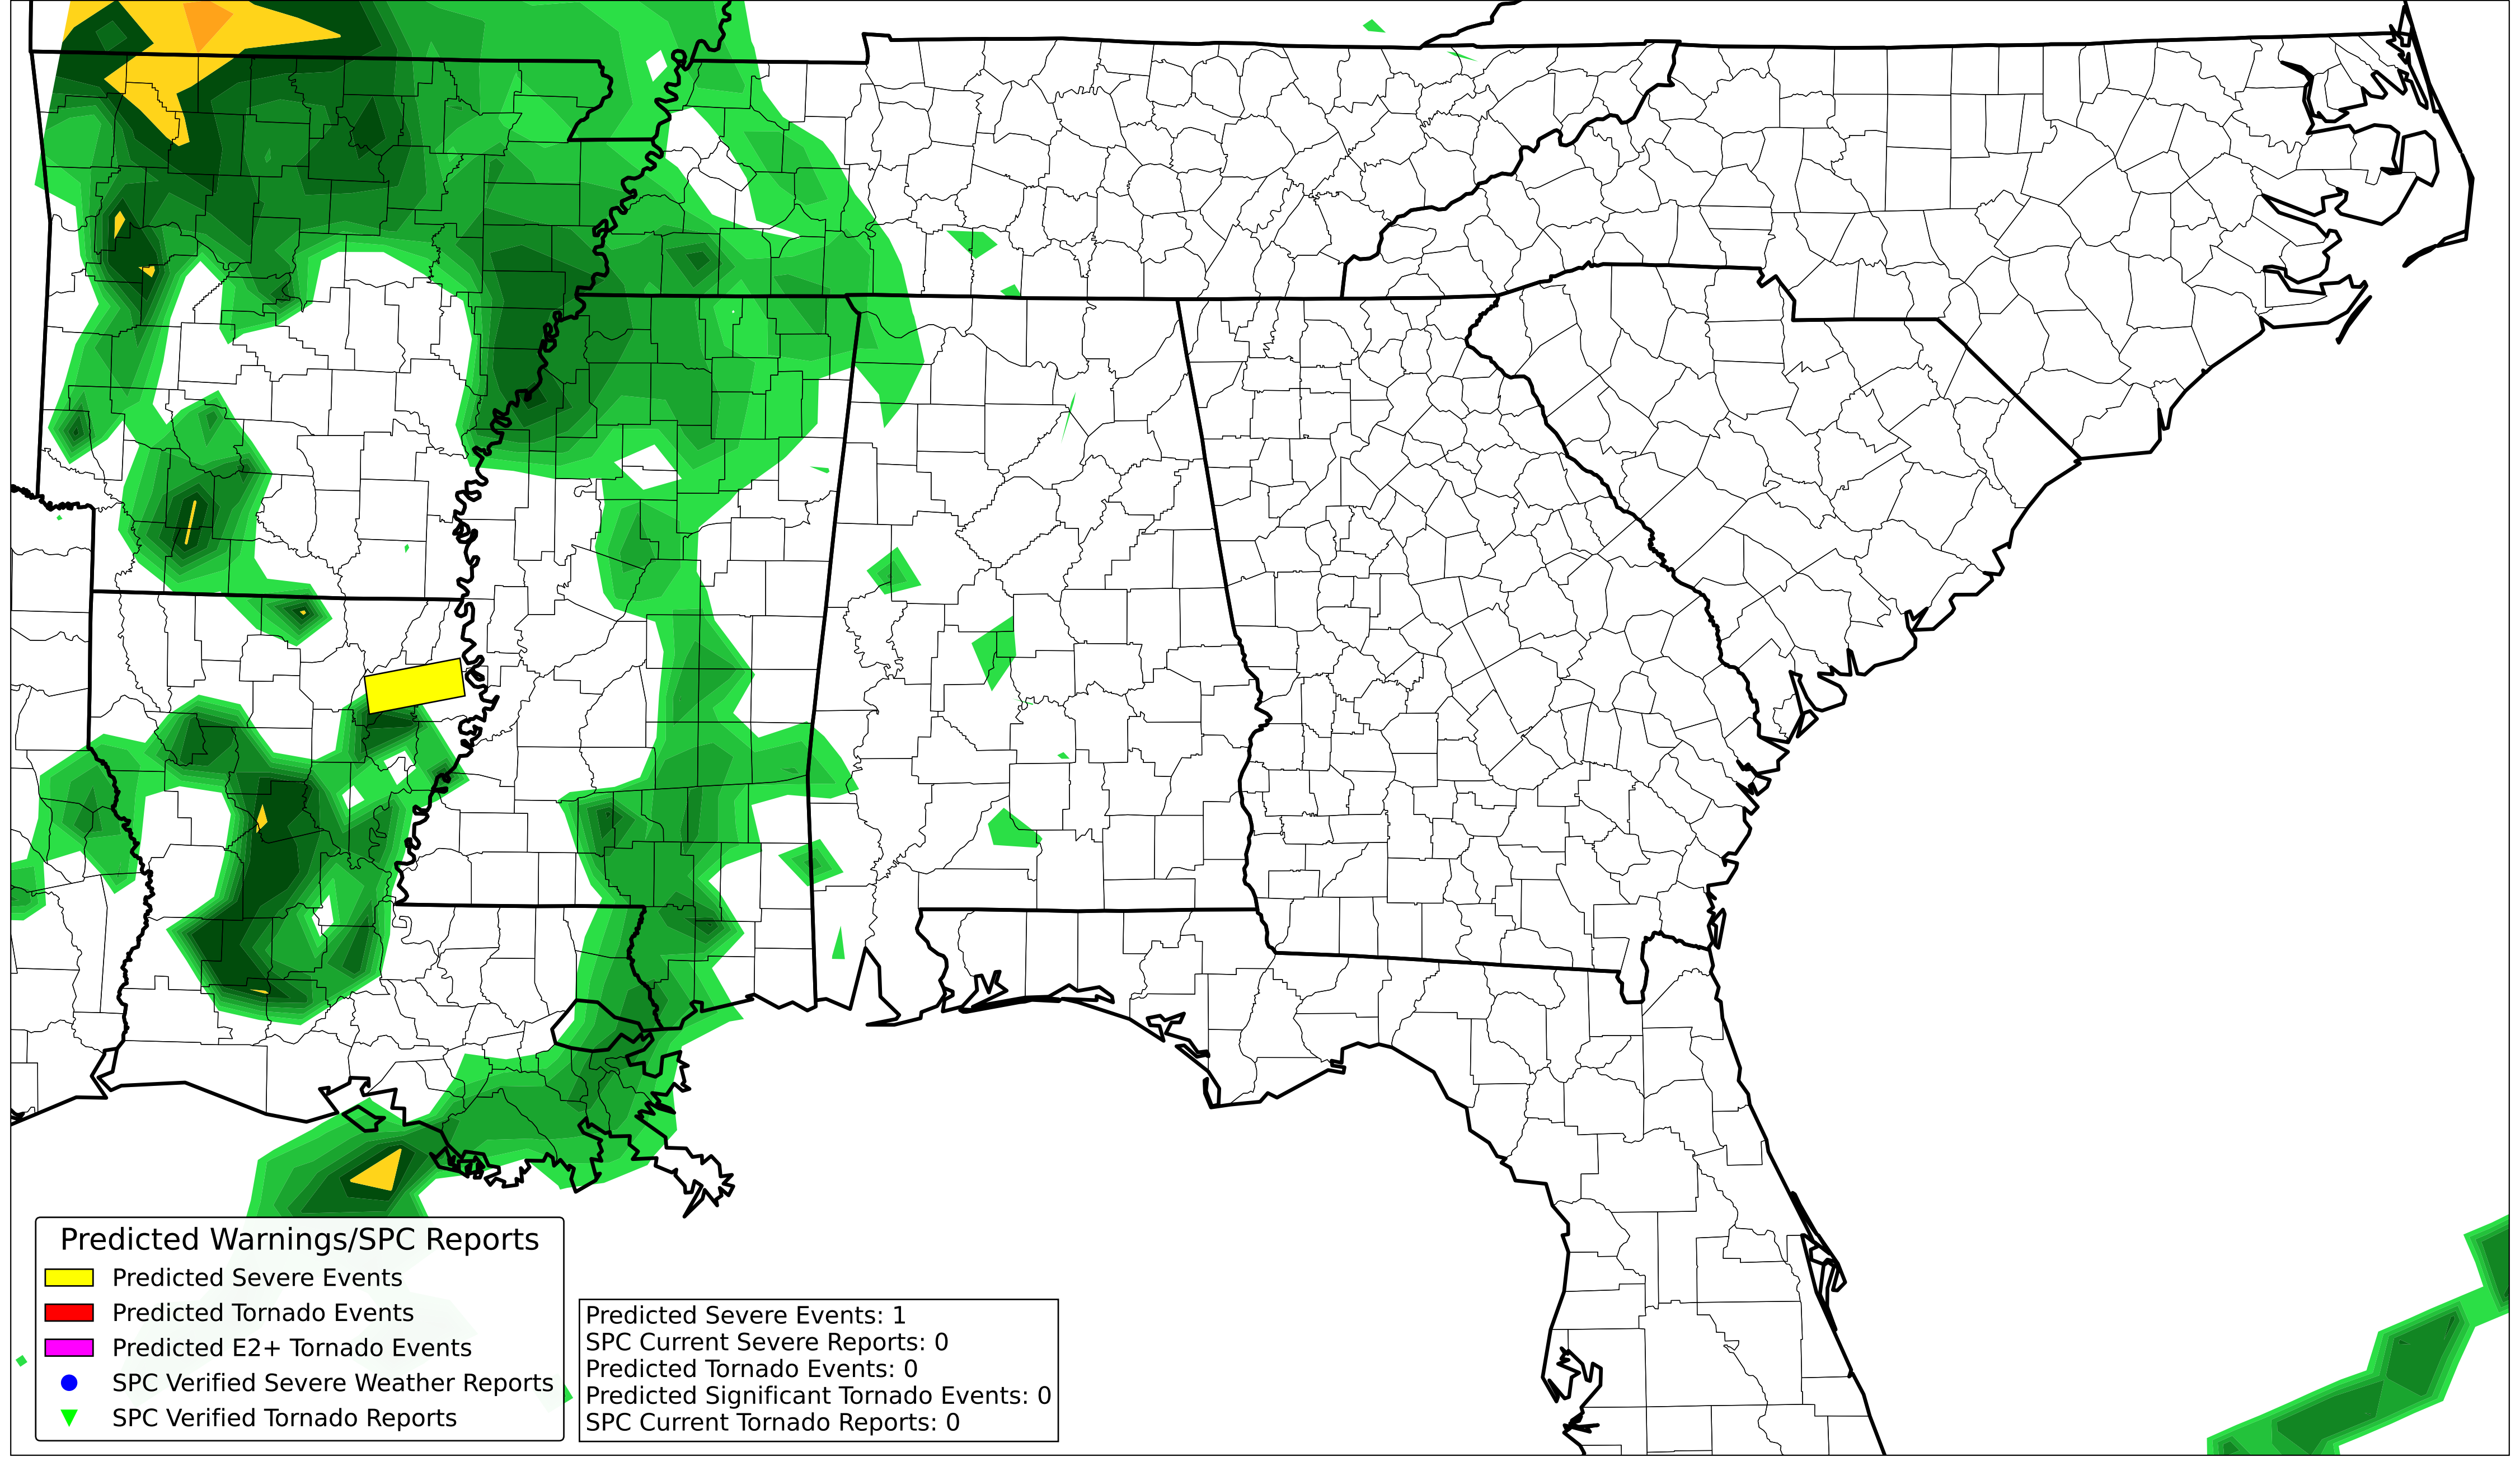 Predicted Warnings/SPC Reports
Predicted Severe Events
Predicted Tornado Events
Predicted E2+ Tornado Events
SPC Verified Severe Weather Reports
SPC Verified Tornado Reports
Predicted Severe Events: 1
SPC Current Severe Reports: 0
Predicted Tornado Events: 0
Predicted Significant Tornado Events: 0
SPC Current Tornado Reports: 0